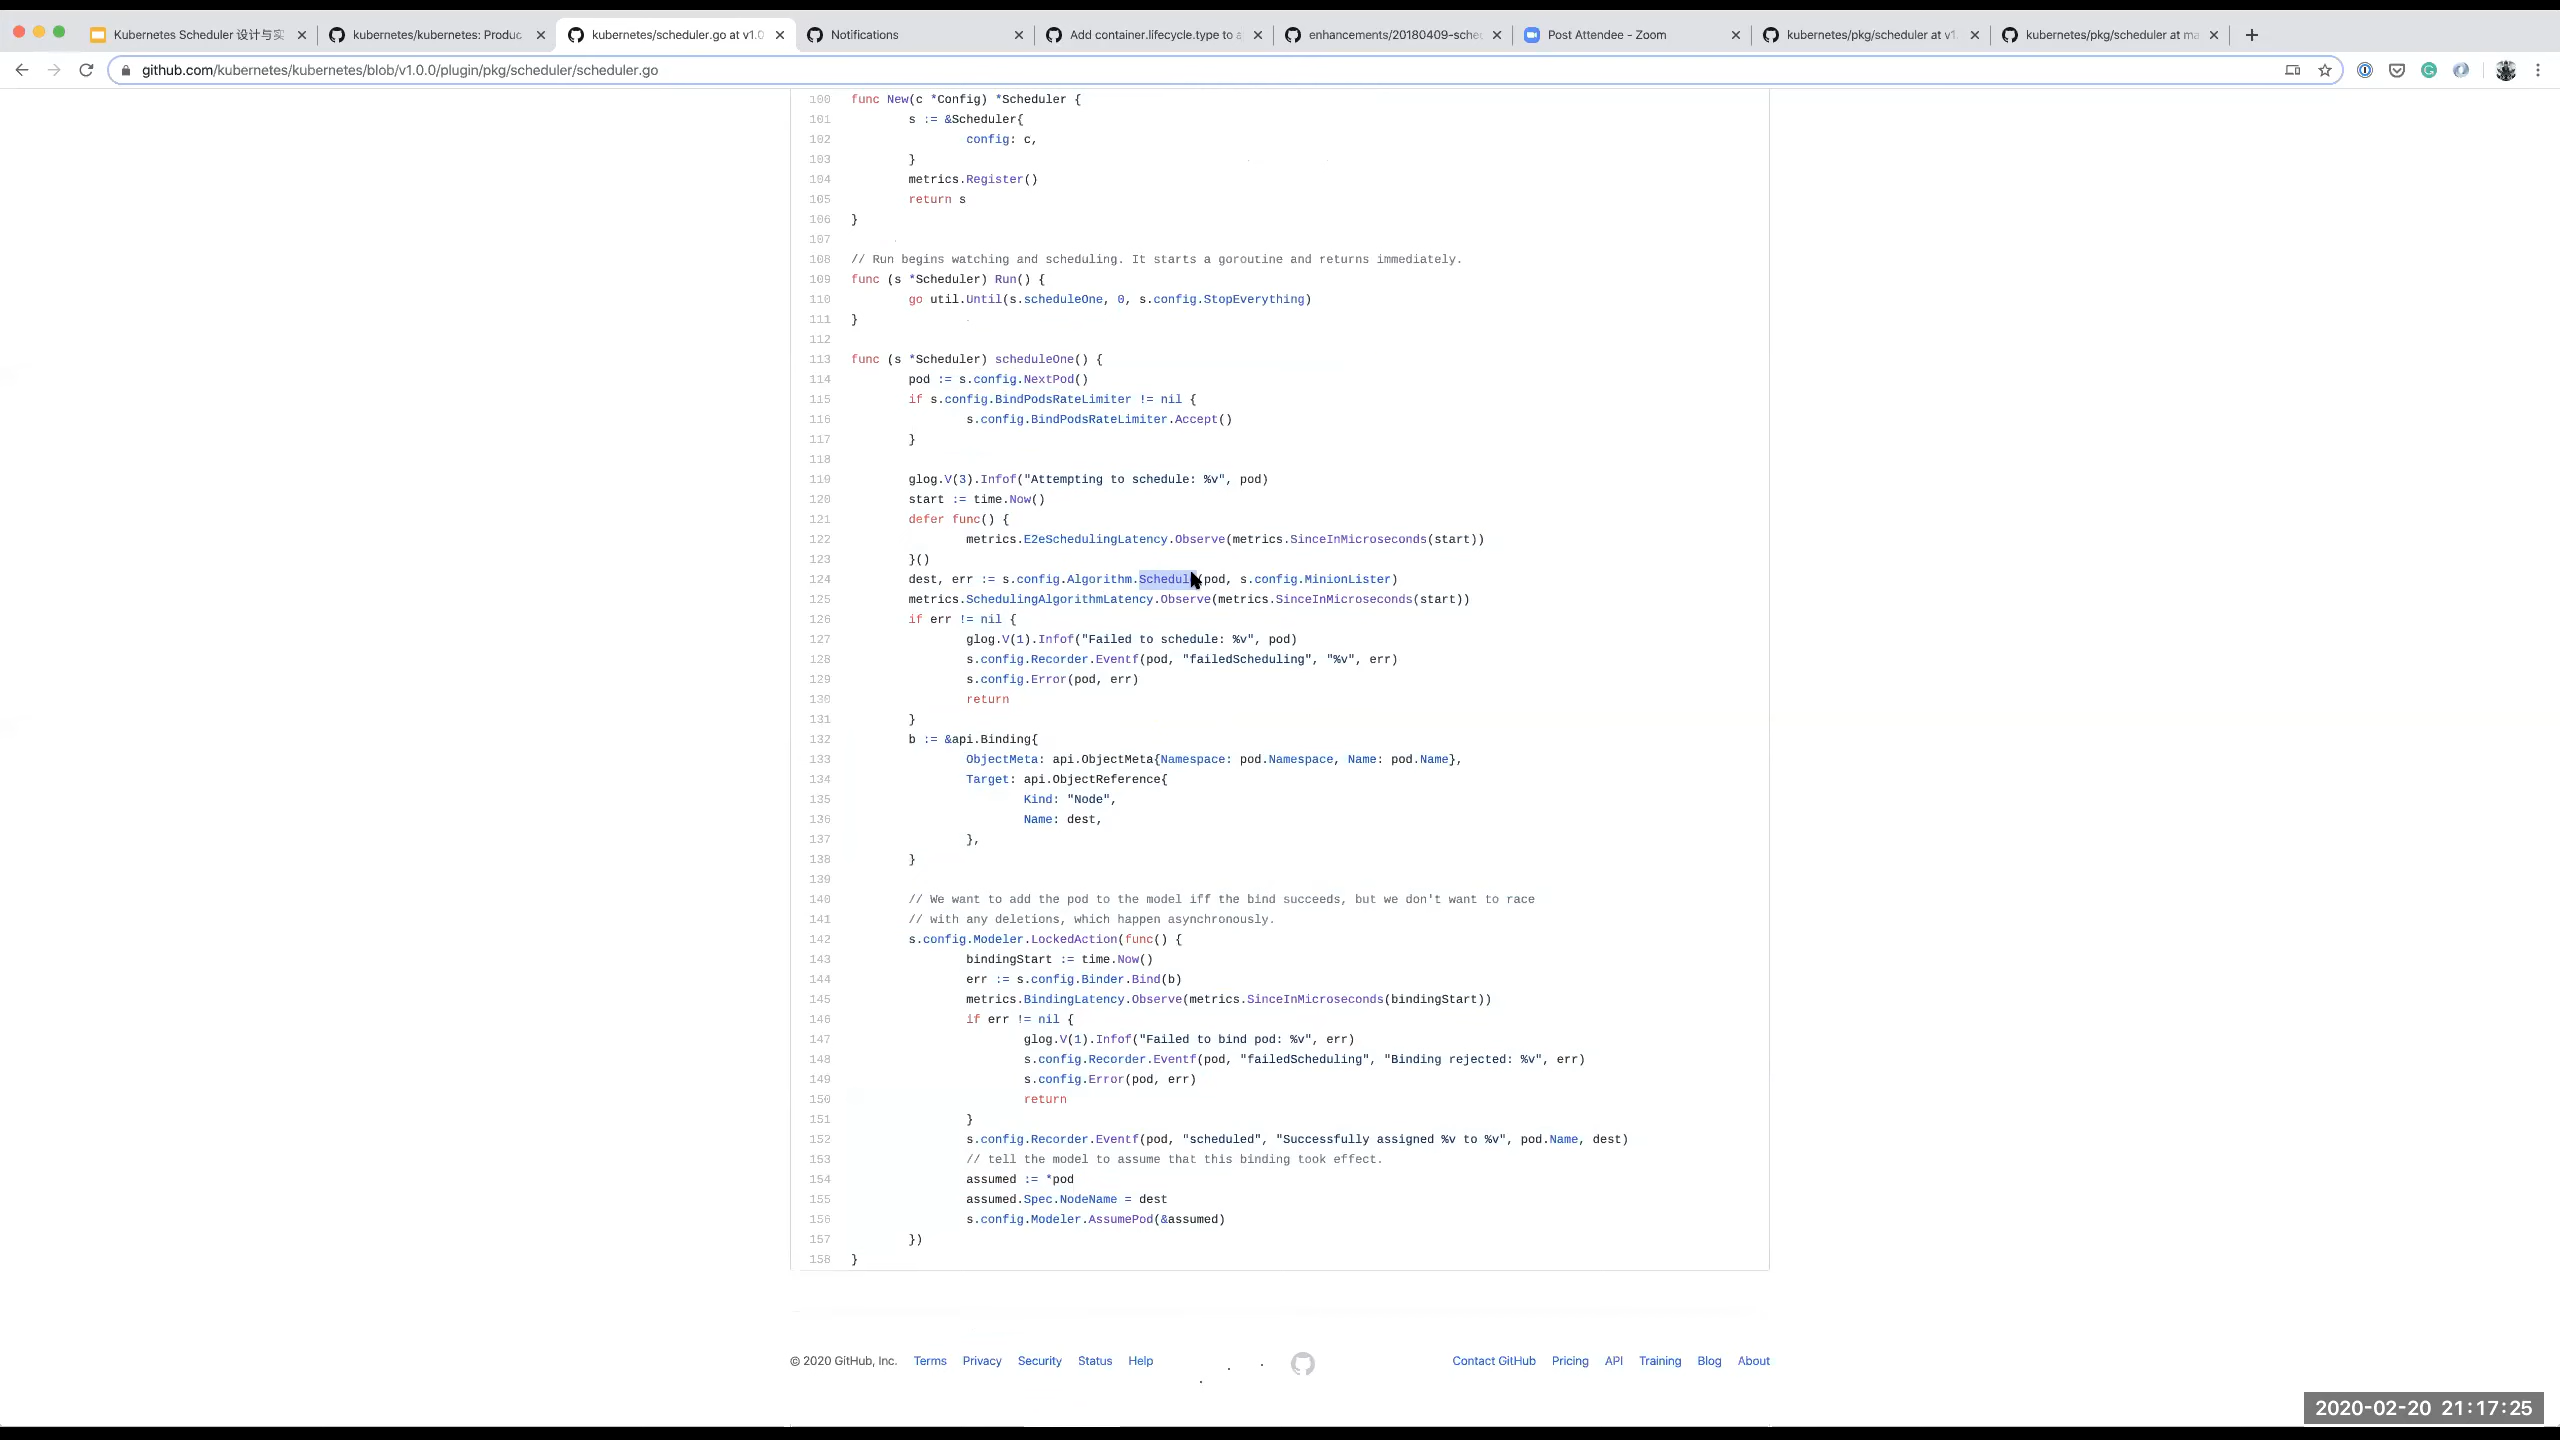 Kubernetes Scheduler 设计与实
kubernetes/kubernetes: Produc
kubernetes/scheduler.go at v1.0
Notifications
Add container.lifecycle.type to a
enhancements/20180409-sche
Post Attendee - Zoom
kubernetes/pkg/scheduler at v1
kubernetes/pkg/scheduler at ma
github.com/kubernetes/kubernetes/blob/v1.0.0/plugin/pkg/scheduler/scheduler.go
100 func New(c *Config) *Scheduler {
101 s := &Scheduler{
102 config: c,
103 }
104 metrics.Register()
105 return s
106 }
107
108 // Run begins watching and scheduling. It starts a goroutine and returns immediately.
109 func (s *Scheduler) Run() {
110 go util.Until(s.scheduleOne, 0, s.config.StopEverything)
111 }
112
113 func (s *Scheduler) scheduleOne() {
114 pod := s.config.NextPod()
115 if s.config.BindPodsRateLimiter != nil {
116 s.config.BindPodsRateLimiter.Accept()
117 }
118
119 glog.V(3).Infof("Attempting to schedule: %v", pod)
120 start := time.Now()
121 defer func() {
122 metrics.E2eSchedulingLatency.Observe(metrics.SinceInMicroseconds(start))
123 }()
124 dest, err := s.config.Algorithm.Schedul(pod, s.config.MinionLister)
125 metrics.SchedulingAlgorithmLatency.Observe(metrics.SinceInMicroseconds(start))
126 if err != nil {
127 glog.V(1).Infof("Failed to schedule: %v", pod)
128 s.config.Recorder.Eventf(pod, "failedScheduling", "%v", err)
129 s.config.Error(pod, err)
130 return
131 }
132 b := &api.Binding{
133 ObjectMeta: api.ObjectMeta{Namespace: pod.Namespace, Name: pod.Name},
134 Target: api.ObjectReference{
135 Kind: "Node",
136 Name: dest,
137 },
138 }
139
140 // We want to add the pod to the model iff the bind succeeds, but we don't want to race
141 // with any deletions, which happen asynchronously.
142 s.config.Modeler.LockedAction(func() {
143 bindingStart := time.Now()
144 err := s.config.Binder.Bind(b)
145 metrics.BindingLatency.Observe(metrics.SinceInMicroseconds(bindingStart))
146 if err != nil {
147 glog.V(1).Infof("Failed to bind pod: %v", err)
148 s.config.Recorder.Eventf(pod, "failedScheduling", "Binding rejected: %v", err)
149 s.config.Error(pod, err)
150 return
151 }
152 s.config.Recorder.Eventf(pod, "scheduled", "Successfully assigned %v to %v", pod.Name, dest)
153 // tell the model to assume that this binding took effect.
154 assumed := *pod
155 assumed.Spec.NodeName = dest
156 s.config.Modeler.AssumePod(&assumed)
157 })
158 }
© 2020 GitHub, Inc. Terms Privacy Security Status Help Contact GitHub Pricing API Training Blog About
2020-02-20 21:17:25